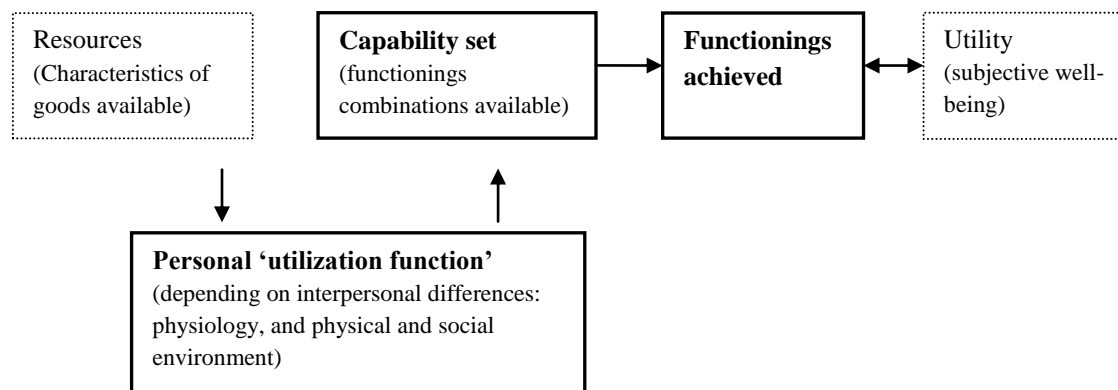 Resources
(Characteristics of
goods available)
Capability set
(functionings
combinations available)
Functionings
achieved
Utility
(subjective well-
being)
Personal ‘utilization function’
(depending on interpersonal differences:
physiology, and physical and social
environment)